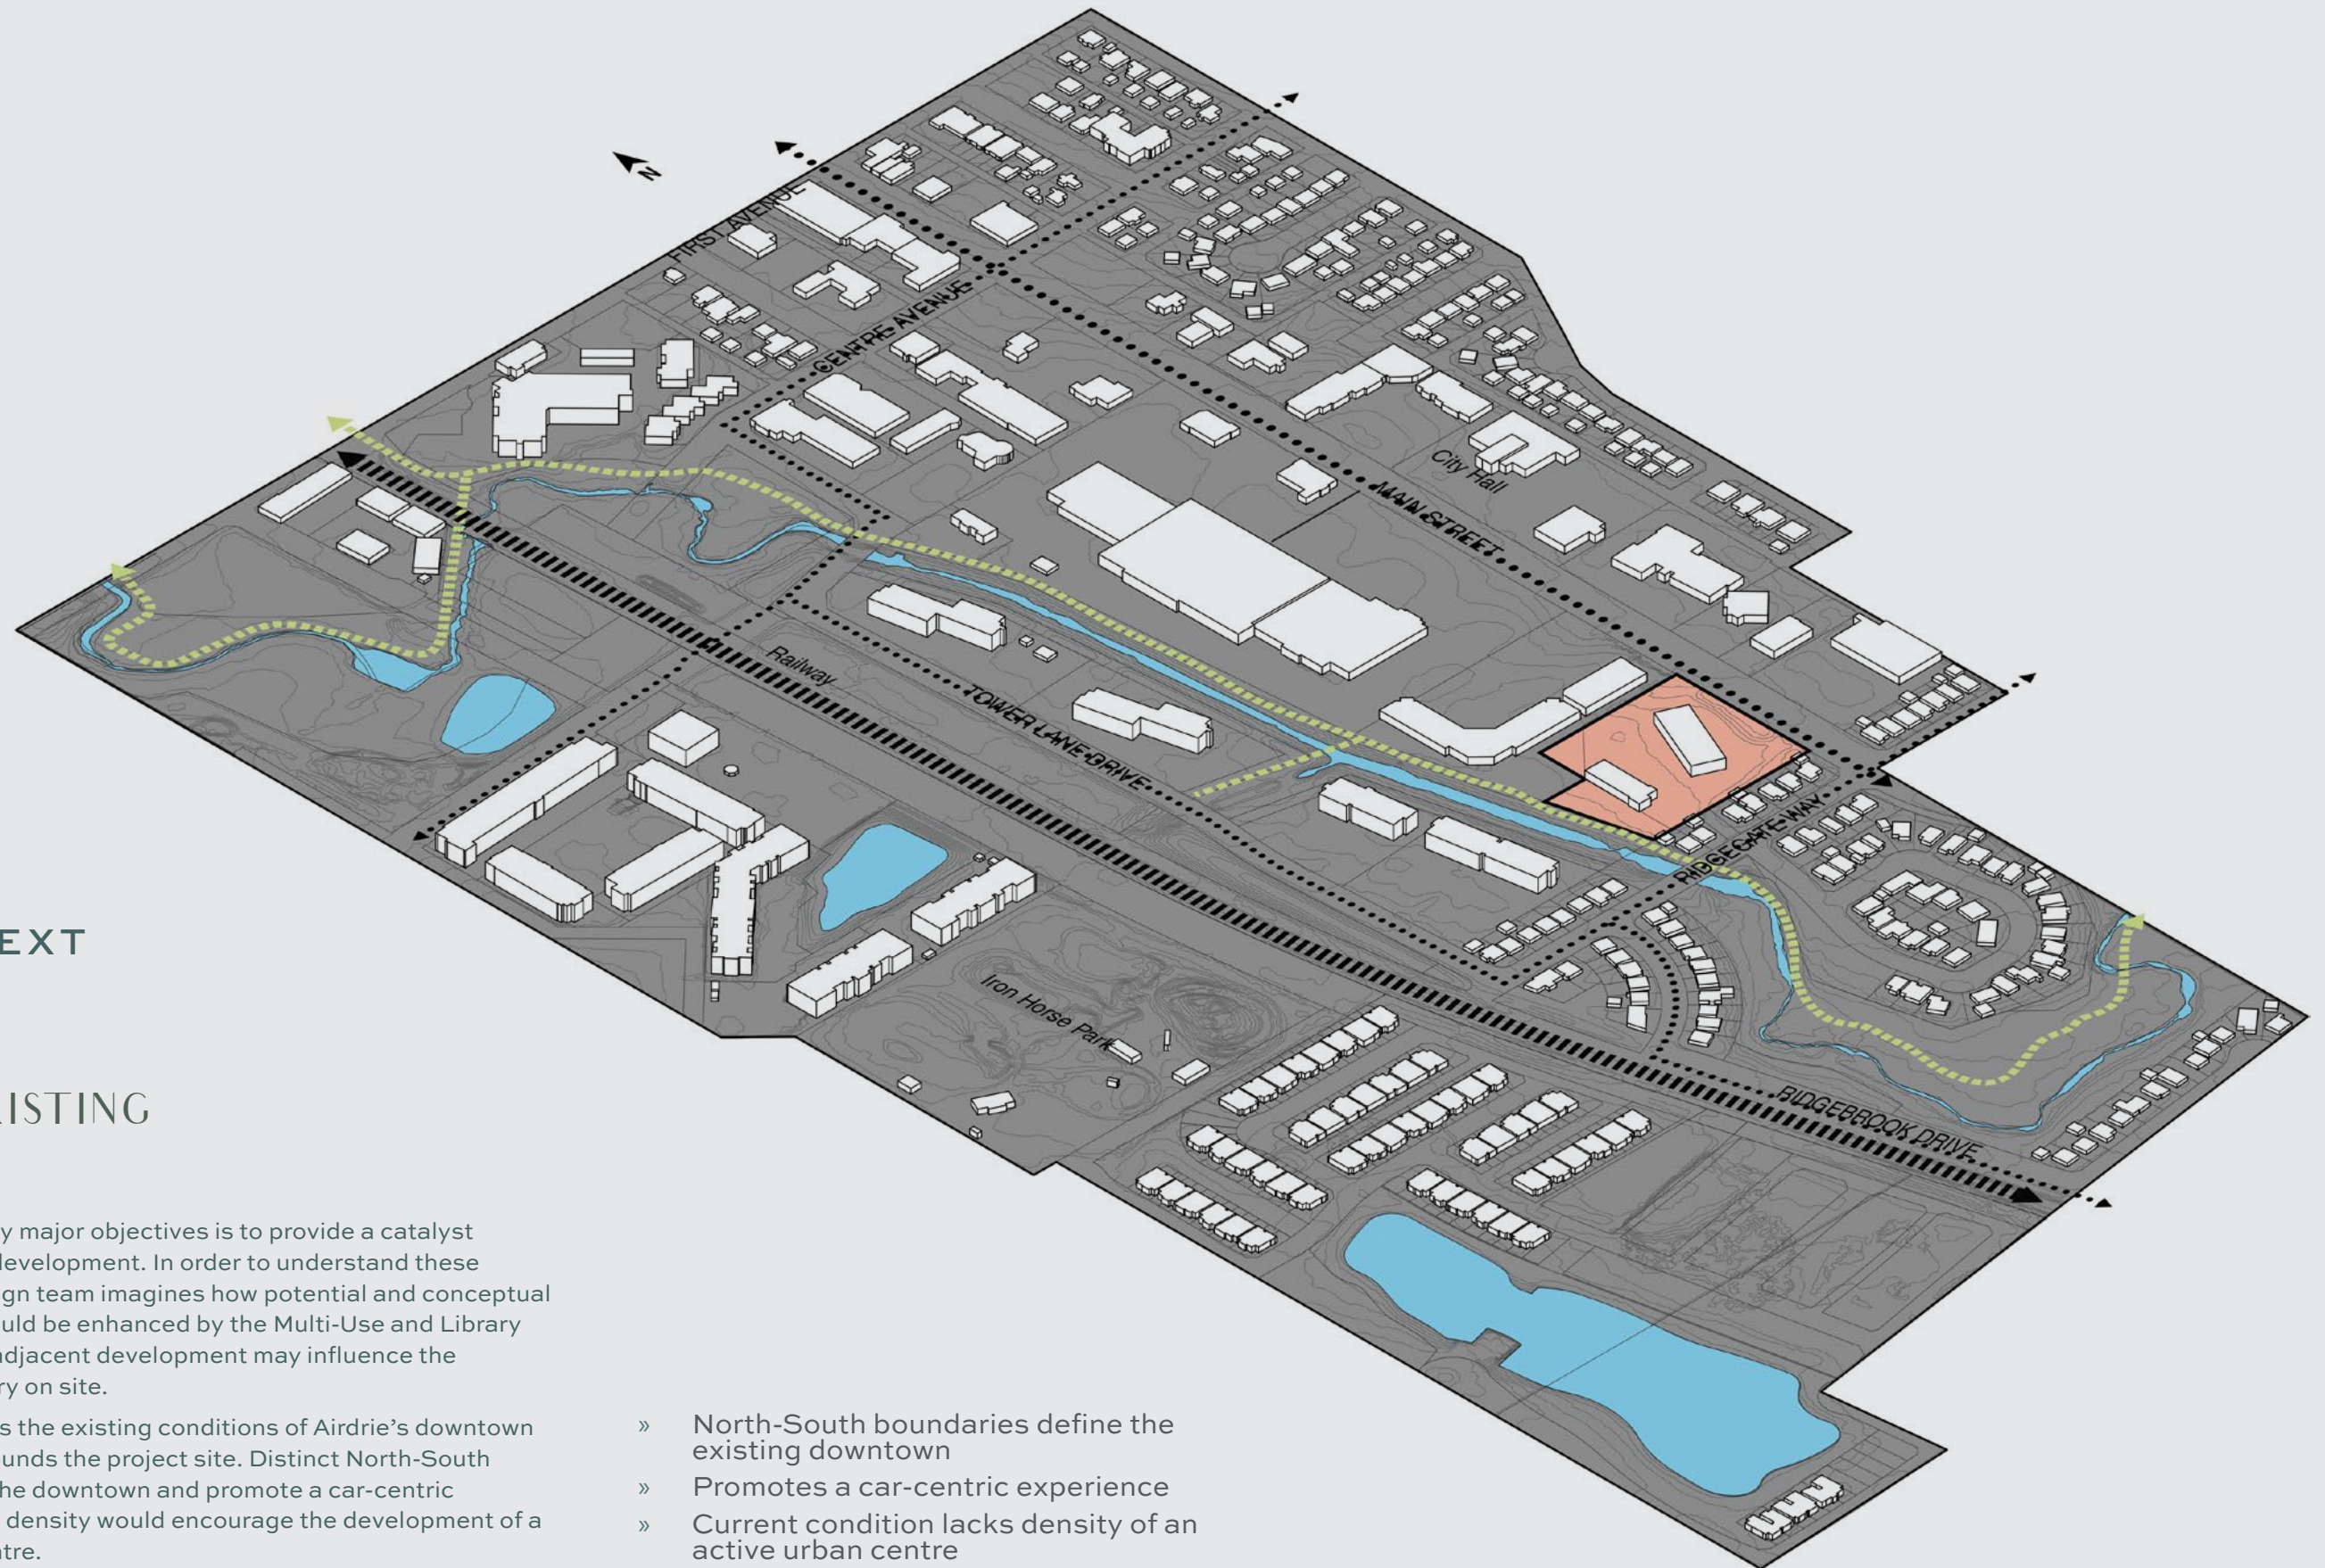 N
FIRST AVENUE
CENTRE AVENUE
City Hall
MAIN STREET
Railway
TOWER LANE DRIVE
RIDGEGATE WAY
Iron Horse Park
RIDGEBROOK DRIVE
EXT
ISTING
y major objectives is to provide a catalyst
development. In order to understand these
ign team imagines how potential and conceptual
uld be enhanced by the Multi-Use and Library
adjacent development may influence the
ry on site.
s the existing conditions of Airdrie’s downtown
unds the project site. Distinct North-South
he downtown and promote a car-centric
density would encourage the development of a
ntre.
» North-South boundaries define the
existing downtown
» Promotes a car-centric experience
» Current condition lacks density of an
active urban centre